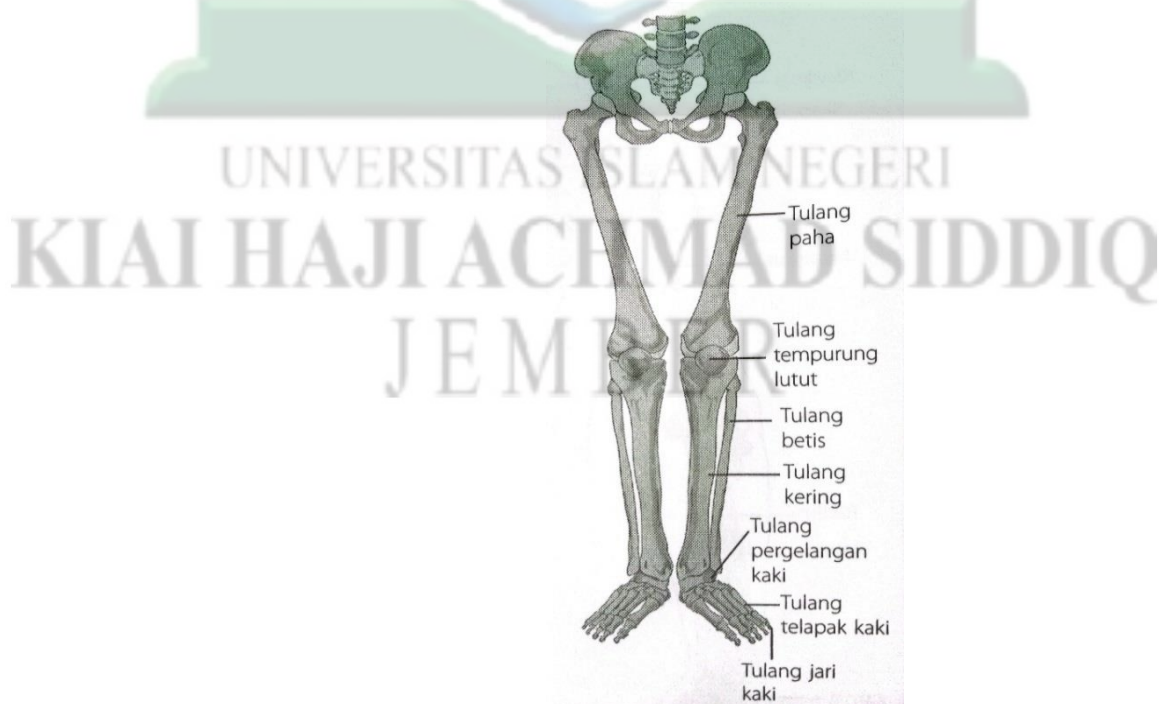 UNIVERSITAS ISLAM NEGERI
KIAI HAJI ACHMAD SIDDIQ
JEMBER
Tulang
paha
Tulang
tempurung
lutut
Tulang
betis
Tulang
kering
Tulang
pergelangan
kaki
Tulang
telapak kaki
Tulang jari
kaki